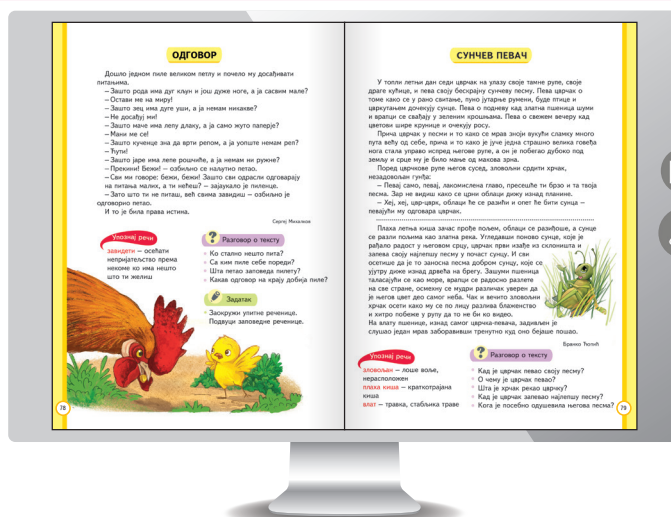 ОДГОВОР
Дошло једном пиле великом петлу и почело му досађивати
питањима.
— Зашто рода има дуг кљун и још дуже ноге, а ја сасвим мале?
— Остави ме на миру!
— Зашто зец има дуге уши, а ја немам никакве?
— Не досађуј ми!
— Зашто маче има лепу длаку, а ја само жуто паперје?
— Мани ме се!
— Зашто кученце зна да врти репом, а ја уопште немам реп?
— Ћути!
— Зашто јаре има лепе рошчиће, а ја немам ни ружне?
— Прекини! Бежи! — озбиљно се наљутио петао.
— Сви ми говоре: бежи, бежи! Зашто сви одрасли одговарају
на питања малих, а ти нећеш? — зајаукало је пиленце.
— Зато што ти не питаш, већ свима завидиш — озбиљно је
одговорио петао.
И то је била права истина.
Сергеј Михалков
Упознај речи
завидети — осећати
непријатељство према
некоме ко има нешто
што ти желиш
Разговор о тексту
Ко стално нешто пита?
Са ким пиле себе пореди?
Шта петао заповеда пилету?
Какав одговор на крају добија пиле?
Задатак
Заокружи упитне реченице.
Подвуци заповедне реченице.
78
СУНЧЕВ ПЕВАЧ
У топли летњи дан седи цврчак на улазу своје тамне рупе, своје
драге кућице, и пева своју бескрајну сунчеву песму. Пева цврчак о
томе како се у рано свитање, пуно јутарње румени, буде птице и
цвркутањем дочекују сунце. Пева о подневу кад златна пшеница шуми
и врапци се свађају у зеленим крошњама. Пева о свежем вечеру кад
цветови шире крунице и очекују росу.
Прича цврчак у песми и то како се мрав зноји вукући сламку много
пута већу од себе, прича и то како је јуче једна страшно велика говеђа
нога стала управо испред његове рупе, а он је побегао дубоко под
земљу и срце му је било мање од макова зрна.
Поред цврчкове рупе његов сусед, зловољни срдити хрчак,
незадовољан гунђа:
— Певај само, певај, лакомислена главо, пресешће ти брзо и та твоја
песма. Зар не видиш како се црни облаци дижу изнад планине.
— Хеј, хеј, цвр-цврк, облаци ће се разићи и опет ће бити сунца —
певајући му одговара цврчак.
Плаха летња киша зачас прође пољем, облаци се разиђоше, а сунце
се разли пољима као златна река. Угледавши поново сунце, које је
рађало радост у његовом срцу, цврчак први изађе из склоништа и
запева своју најлепшу песму у почаст сунцу. И сви
осетише да је то заносна песма добром сунцу, које се
ујутру диже изнад дрвећа на брегу. Зашуми пшеница
таласајући се као море, врапци се радосно разлете
на све стране, осмехну се мудри различак уверен да
је његов цвет део самог неба. Чак и вечито зловољни
хрчак осети како му се по лицу разлива блаженство
и хитро побеже у рупу да то не би ко видео.
На влату пшенице, изнад самог цврчка-певача, задивљен је
слушао један мрав заборавивши тренутно куд оно бејаше пошао.
Бранко Ћопић
Упознај речи
зловољан — лоше воље,
нерасположен
плаха киша — краткотрајана
киша
влат — травка, стабљика траве
Разговор о тексту
Кад је цврчак певао своју песму?
О чему је цврчак певао?
Шта је хрчак рекао цврчку?
Кад је цврчак запевао најлепшу песму?
Кога је посебно одушевила његова песма?
79